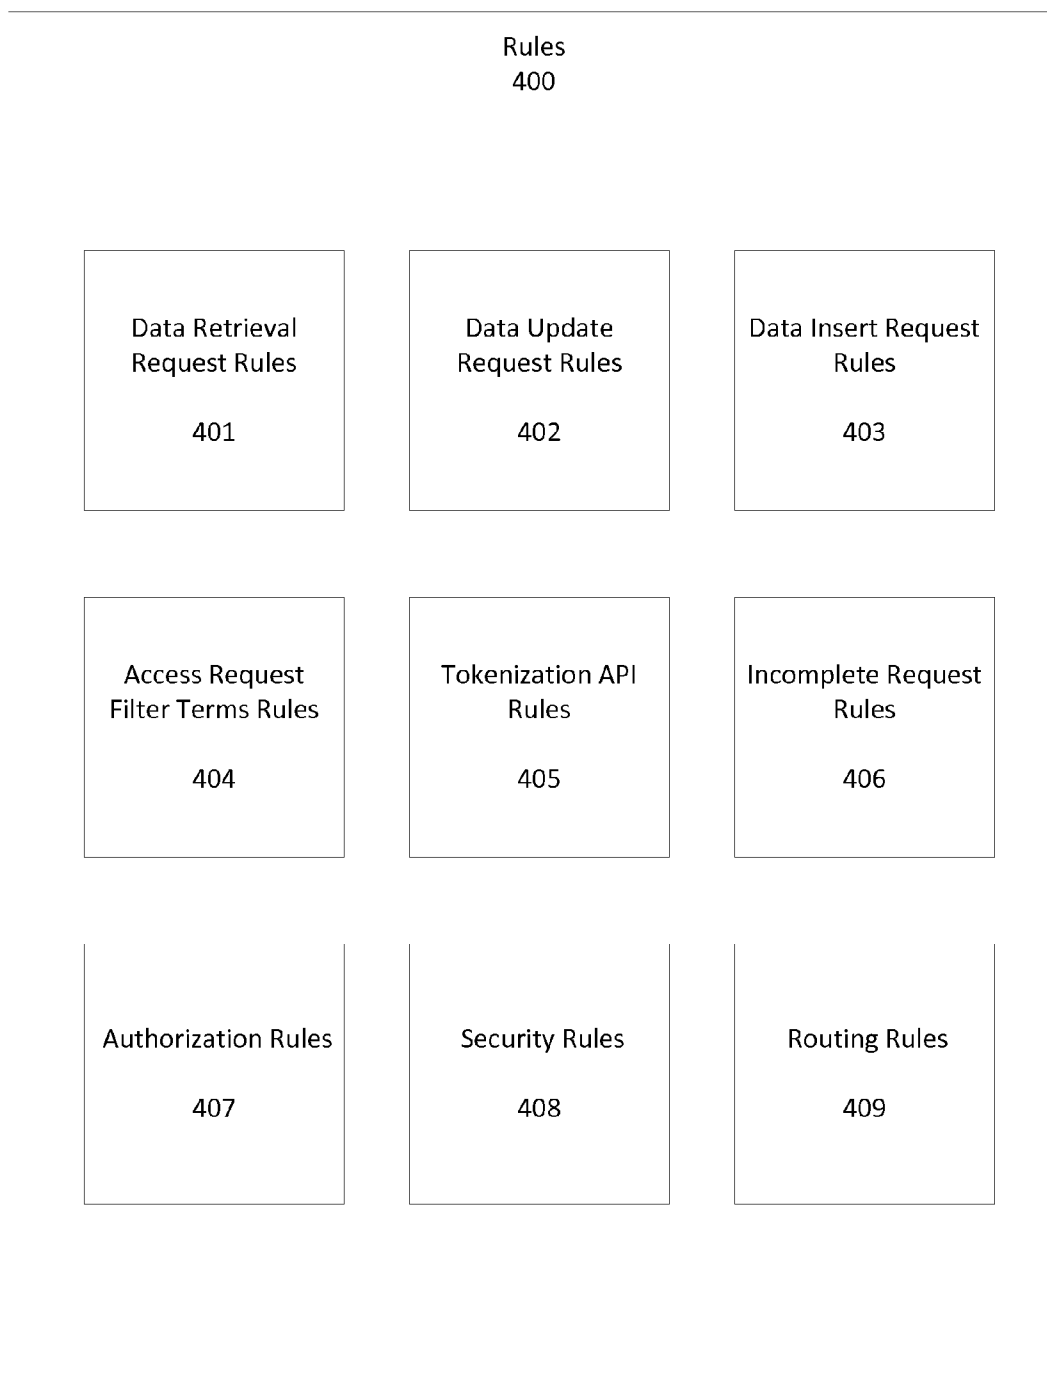 Rules
400
Data Retrieval
Request Rules
401
Data Update
Request Rules
402
Data Insert Request
Rules
403
Access Request
Filter Terms Rules
404
Tokenization API
Rules
405
Incomplete Request
Rules
406
Authorization Rules
407
Security Rules
408
Routing Rules
409